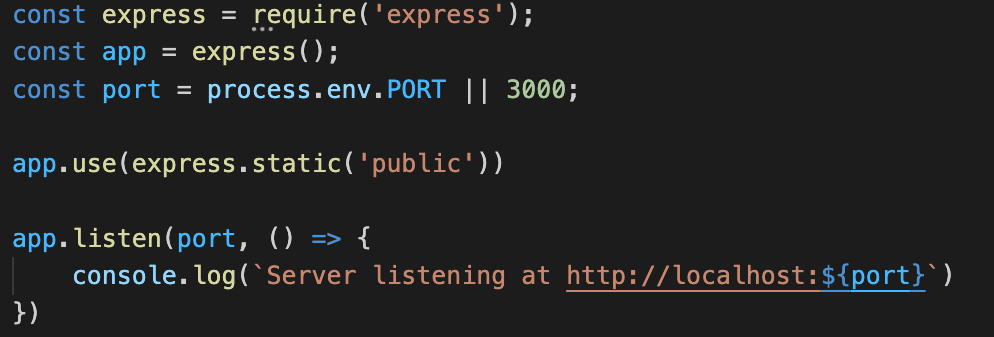 const express = require('express');
const app = express();
const port = process.env.PORT || 3000;
app.use(express.static('public'))
app.listen(port, () => {
console.log(`Server listening at http://localhost:${port}`)
})